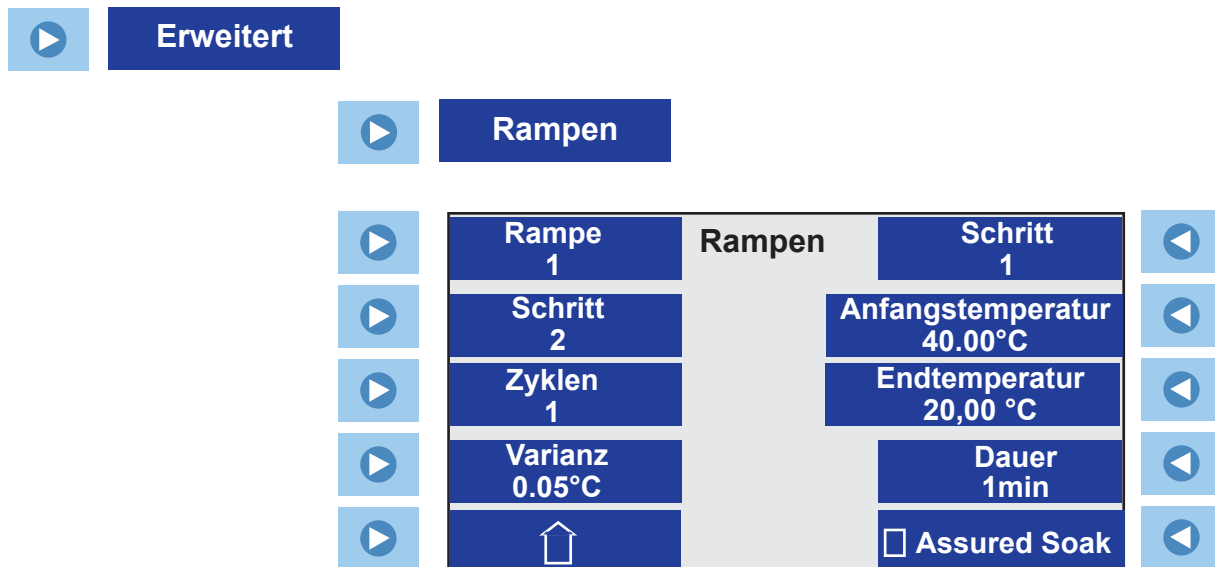 Erweitert
Rampen
Rampe
1
Rampen
Schritt
1
Schritt
2
Anfangstemperatur
40.00°C
Zyklen
1
Endtemperatur
20,00 °C
Varianz
0.05°C
Dauer
1min
Assured Soak